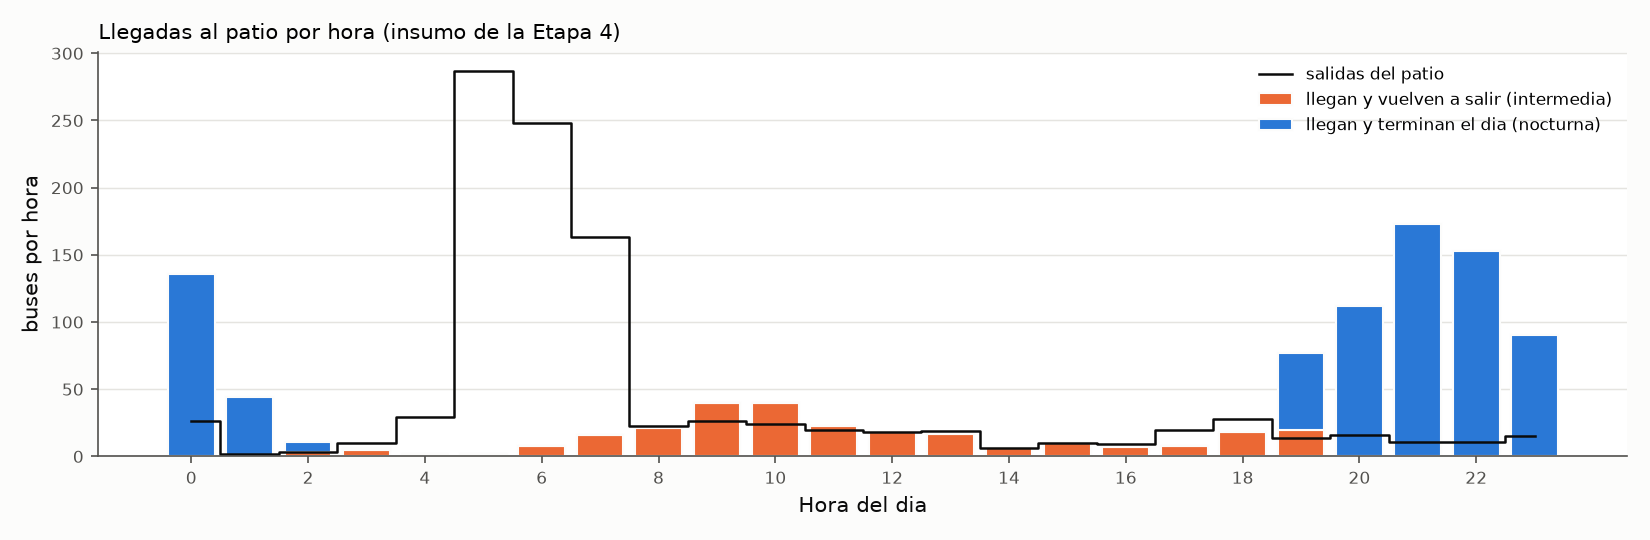 Llegadas al patio por hora (insumo de la Etapa 4)
salidas del patio
llegan y vuelven a salir (intermedia)
llegan y terminan el dia (nocturna)
buses por hora
300
250
200
150
100
50
0
0 2 4 6 8 10 12 14 16 18 20 22
Hora del dia